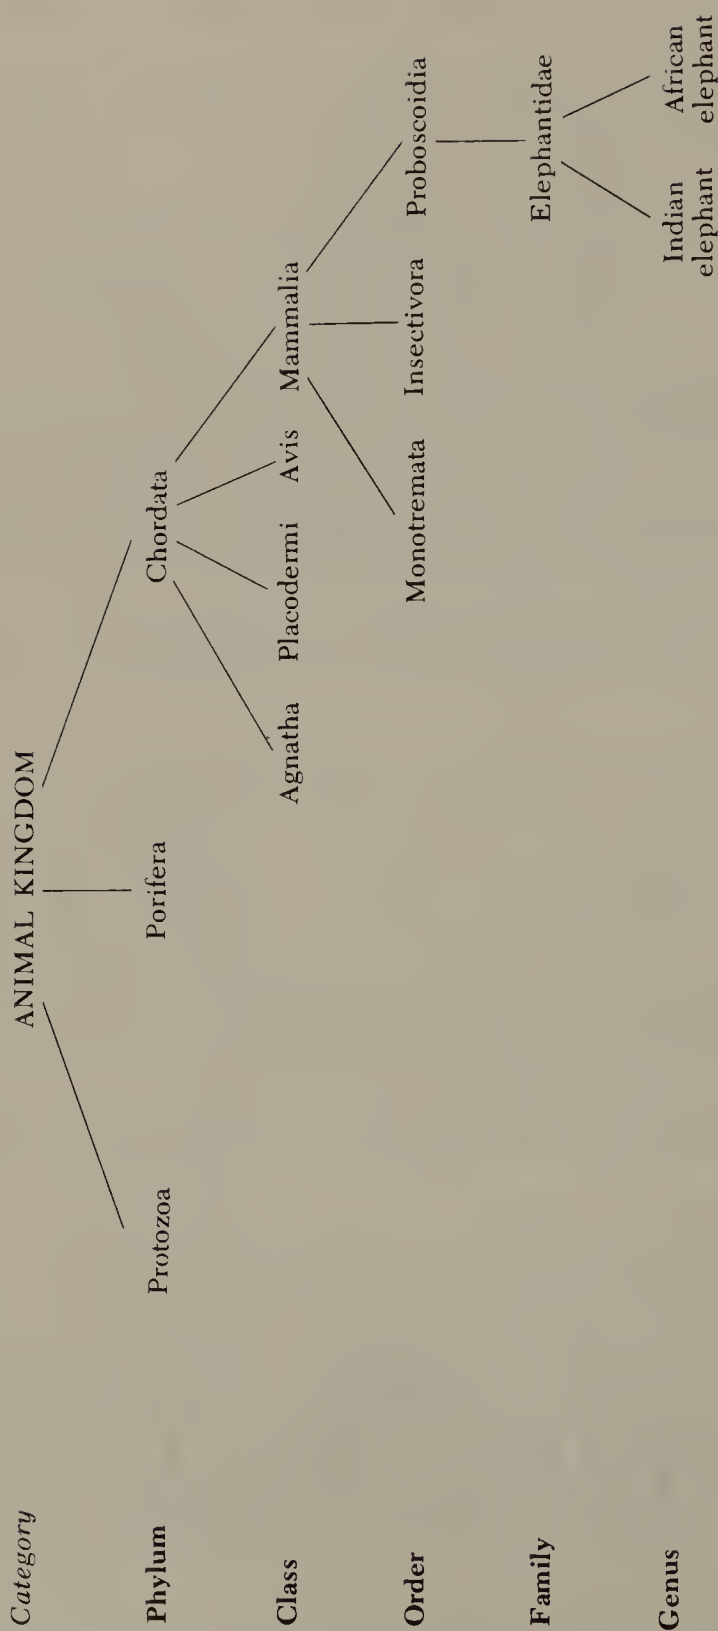 Category ANIMAL KINGDOM
Phylum Protozoa Porifera Chordata
Class Agnatha Placodermi Avis Mammalia
Order Monotremata Insectivora Proboscoidia
Family Elephantidae
Genus Indian African
elephant elephant